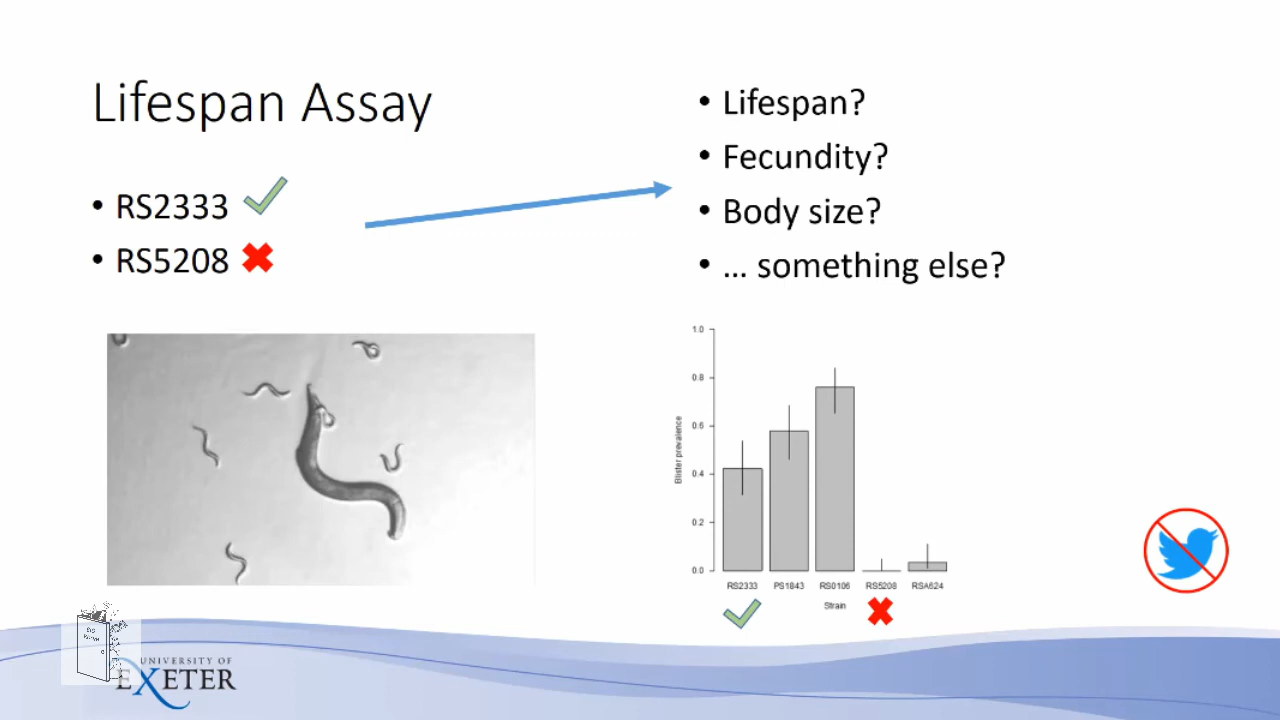 Lifespan Assay
• RS2333
• RS5208
• Lifespan?
• Fecundity?
• Body size?
• ... something else?
1.0
0.8
0.6
0.4
0.2
0.0
Blister prevalence
RS2333 PS1843 RS0106 RS5208 RSA624
Strain
UNIVERSITY OF
EXETER